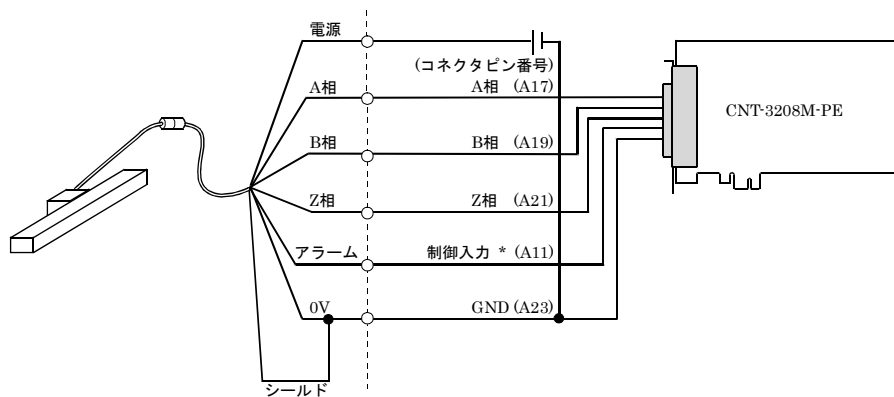 電源
(コネクタピン番号)
A相 A相 (A17)
CNT-3208M-PE
B相 B相 (A19)
Z相 Z相 (A21)
アラーム 制御入力 * (A11)
0V GND (A23)
シールド